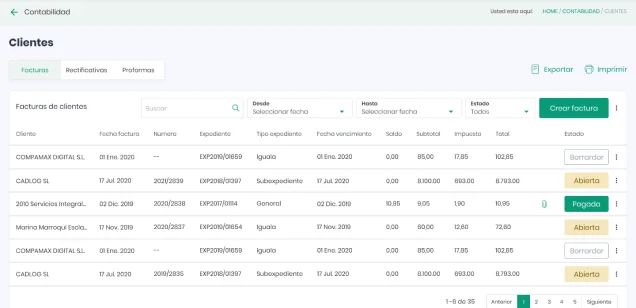 ← Contabilidad
Usted esta aquí: HOME / CONTABILIDAD / CLIENTES
Clientes
Facturas Rectificativas Proformas
Exportar Imprimir
Facturas de clientes
Buscar
Desde
Seleccionar fecha
Hasta
Seleccionar fecha
Estado
Todos
Crear factura
Cliente Fecha factura Número Expediente Tipo expediente Fecha vencimiento Saldo Subtotal Impuesto Total Estado
COMPAMAX DIGITAL S.L. 01 Ene. 2020 -- EXP2019/01659 Iguala 01 Ene. 2020 0,00 85,00 17,85 102,85 Borrador
CADLOG SL 17 Jul. 2020 2021/2839 EXP2018/01397 Subexpediente 17 Jul. 2020 0,00 8.100.00 693.00 8.793.00 Abierta
2010 Servicios Integral... 02 Dic. 2019 2020/2838 EXP2017/01114 General 02 Dic. 2019 10,95 9,05 1,90 10,95 Pagada
Marina Marroqui Escla... 17 Nov. 2019 2020/2837 EXP2019/01654 Iguala 17 Nov. 2019 0,00 60,00 12,60 72,60 Abierta
COMPAMAX DIGITAL S.L. 01 Ene. 2020 -- EXP2019/01659 Iguala 01 Ene. 2020 0,00 85,00 17,85 102,85 Borrador
CADLOG SL 17 Jul. 2020 2019/2835 EXP2018/01397 Subexpediente 17 Jul. 2020 0,00 8.100.00 693.00 8.793.00 Abierta
1-6 de 35 Anterior 1 2 3 4 5 Siguiente